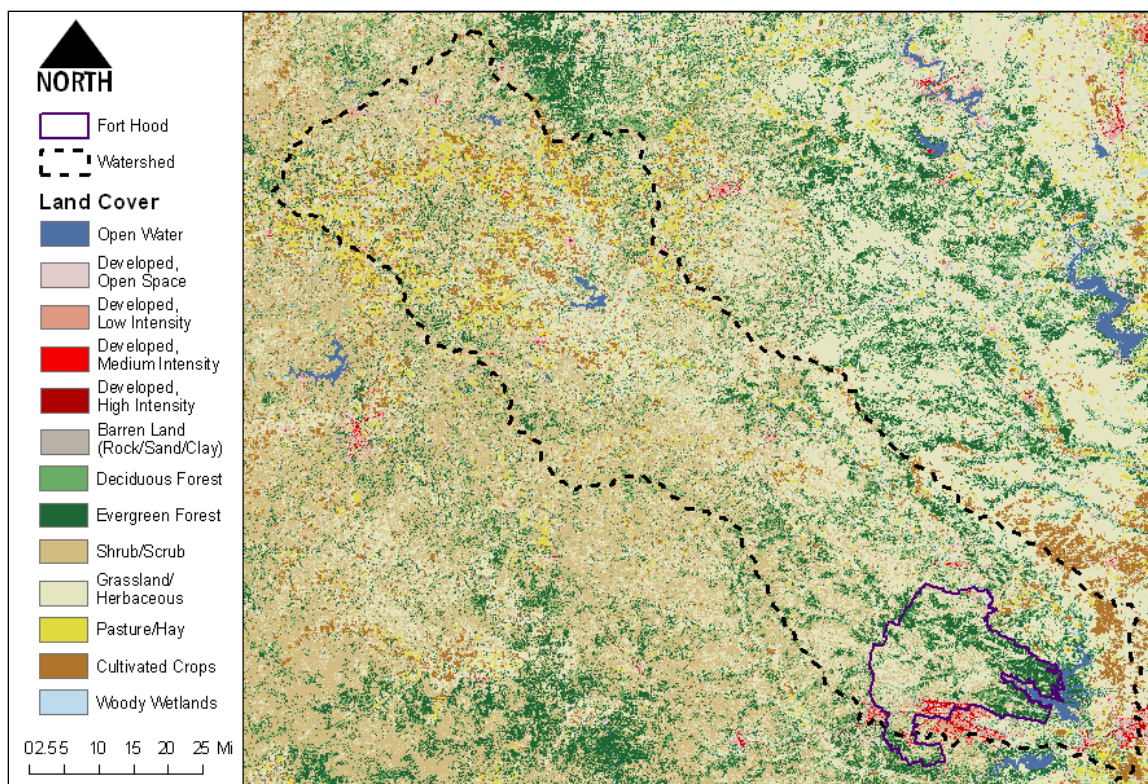 NORTH
Fort Hood
Watershed
Land Cover
Open Water
Developed,
Open Space
Developed,
Low Intensity
Developed,
Medium Intensity
Developed,
High Intensity
Barren Land
(Rock/Sand/Clay)
Deciduous Forest
Evergreen Forest
Shrub/Scrub
Grassland/
Herbaceous
Pasture/Hay
Cultivated Crops
Woody Wetlands
02.55 10 15 20 25 Mi